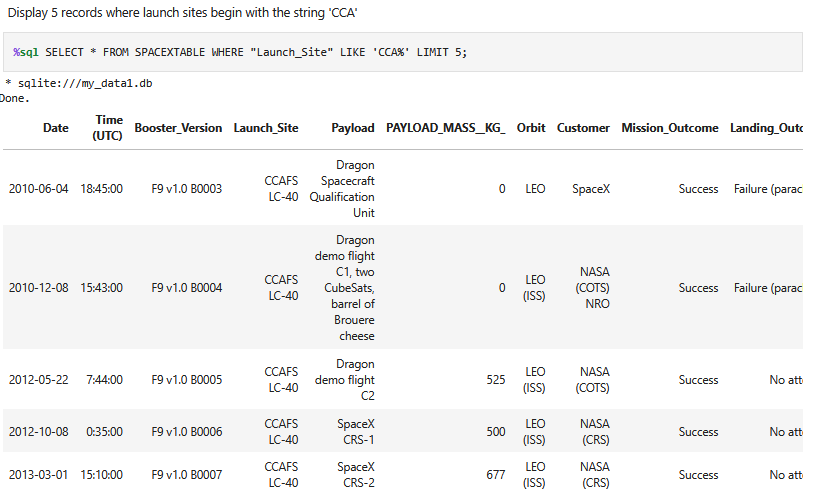 Display 5 records where launch sites begin with the string 'CCA'
%sql SELECT * FROM SPACEXTABLE WHERE "Launch_Site" LIKE 'CCA%' LIMIT 5;
* sqlite:///my_data1.db
Done.
Date Time (UTC) Booster_Version Launch_Site Payload PAYLOAD_MASS__KG_ Orbit Customer Mission_Outcome Landing_Outc
2010-06-04 18:45:00 F9 v1.0 B0003 CCAFS LC-40 Dragon Spacecraft Qualification Unit 0 LEO SpaceX Success Failure (parac
2010-12-08 15:43:00 F9 v1.0 B0004 CCAFS LC-40 Dragon demo flight C1, two CubeSats, barrel of Brouere cheese 0 LEO (ISS) NASA (COTS) NRO Success Failure (parac
2012-05-22 7:44:00 F9 v1.0 B0005 CCAFS LC-40 Dragon demo flight C2 525 LEO (ISS) NASA (COTS) Success No att
2012-10-08 0:35:00 F9 v1.0 B0006 CCAFS LC-40 SpaceX CRS-1 500 LEO (ISS) NASA (CRS) Success No att
2013-03-01 15:10:00 F9 v1.0 B0007 CCAFS LC-40 SpaceX CRS-2 677 LEO (ISS) NASA (CRS) Success No att